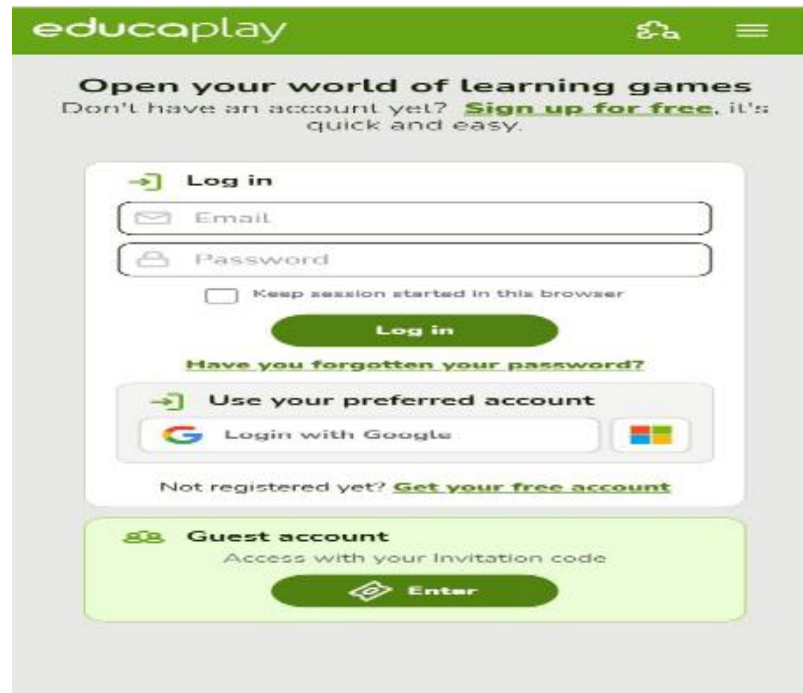 educaplay
Open your world of learning games
Don't have an account yet? Sign up for free, it's
quick and easy.
Log in
Email
Password
Keep session started in this browser
Log in
Have you forgotten your password?
Use your preferred account
Login with Google
Not registered yet? Get your free account
Guest account
Access with your Invitation code
Enter